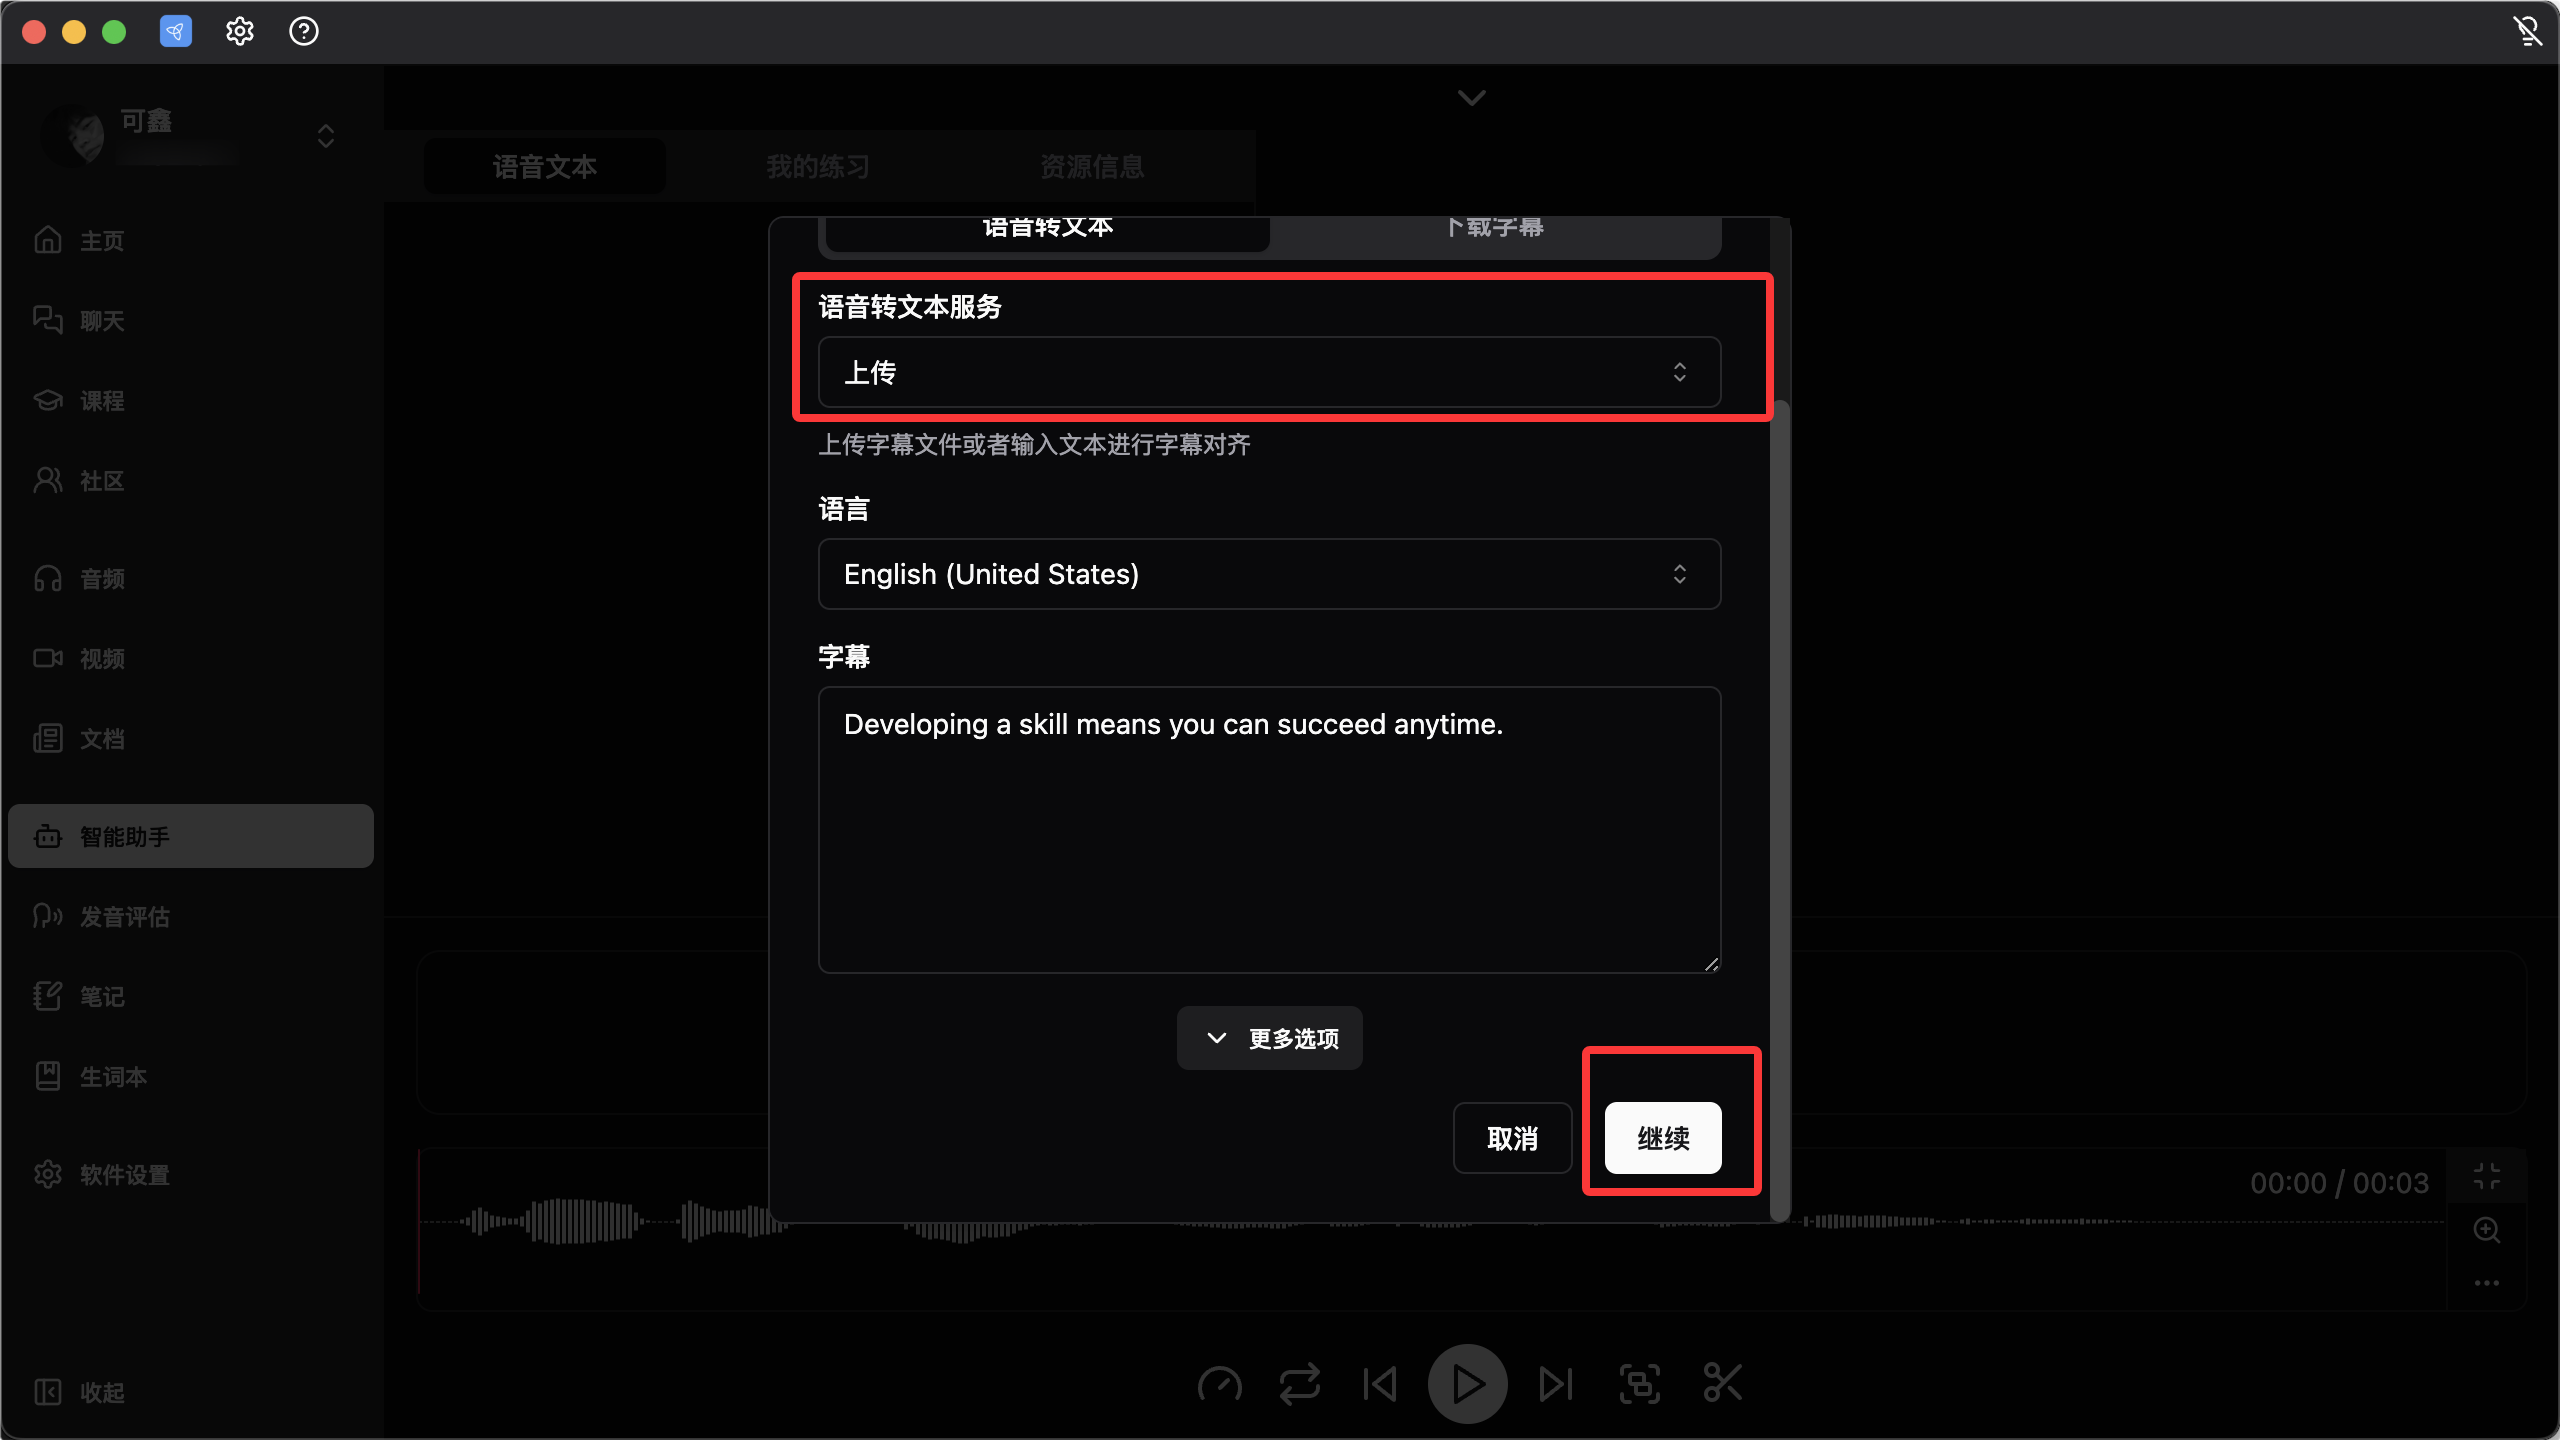 可鑫
主页
聊天
课程
社区
音频
视频
文档
智能助手
发音评估
笔记
生词本
软件设置
收起
语音文本
我的练习
资源信息
语音转文本
下载字幕
语音转文本服务
上传
上传字幕文件或者输入文本进行字幕对齐
语言
English (United States)
字幕
Developing a skill means you can succeed anytime.
更多选项
取消
继续
00:00 / 00:03